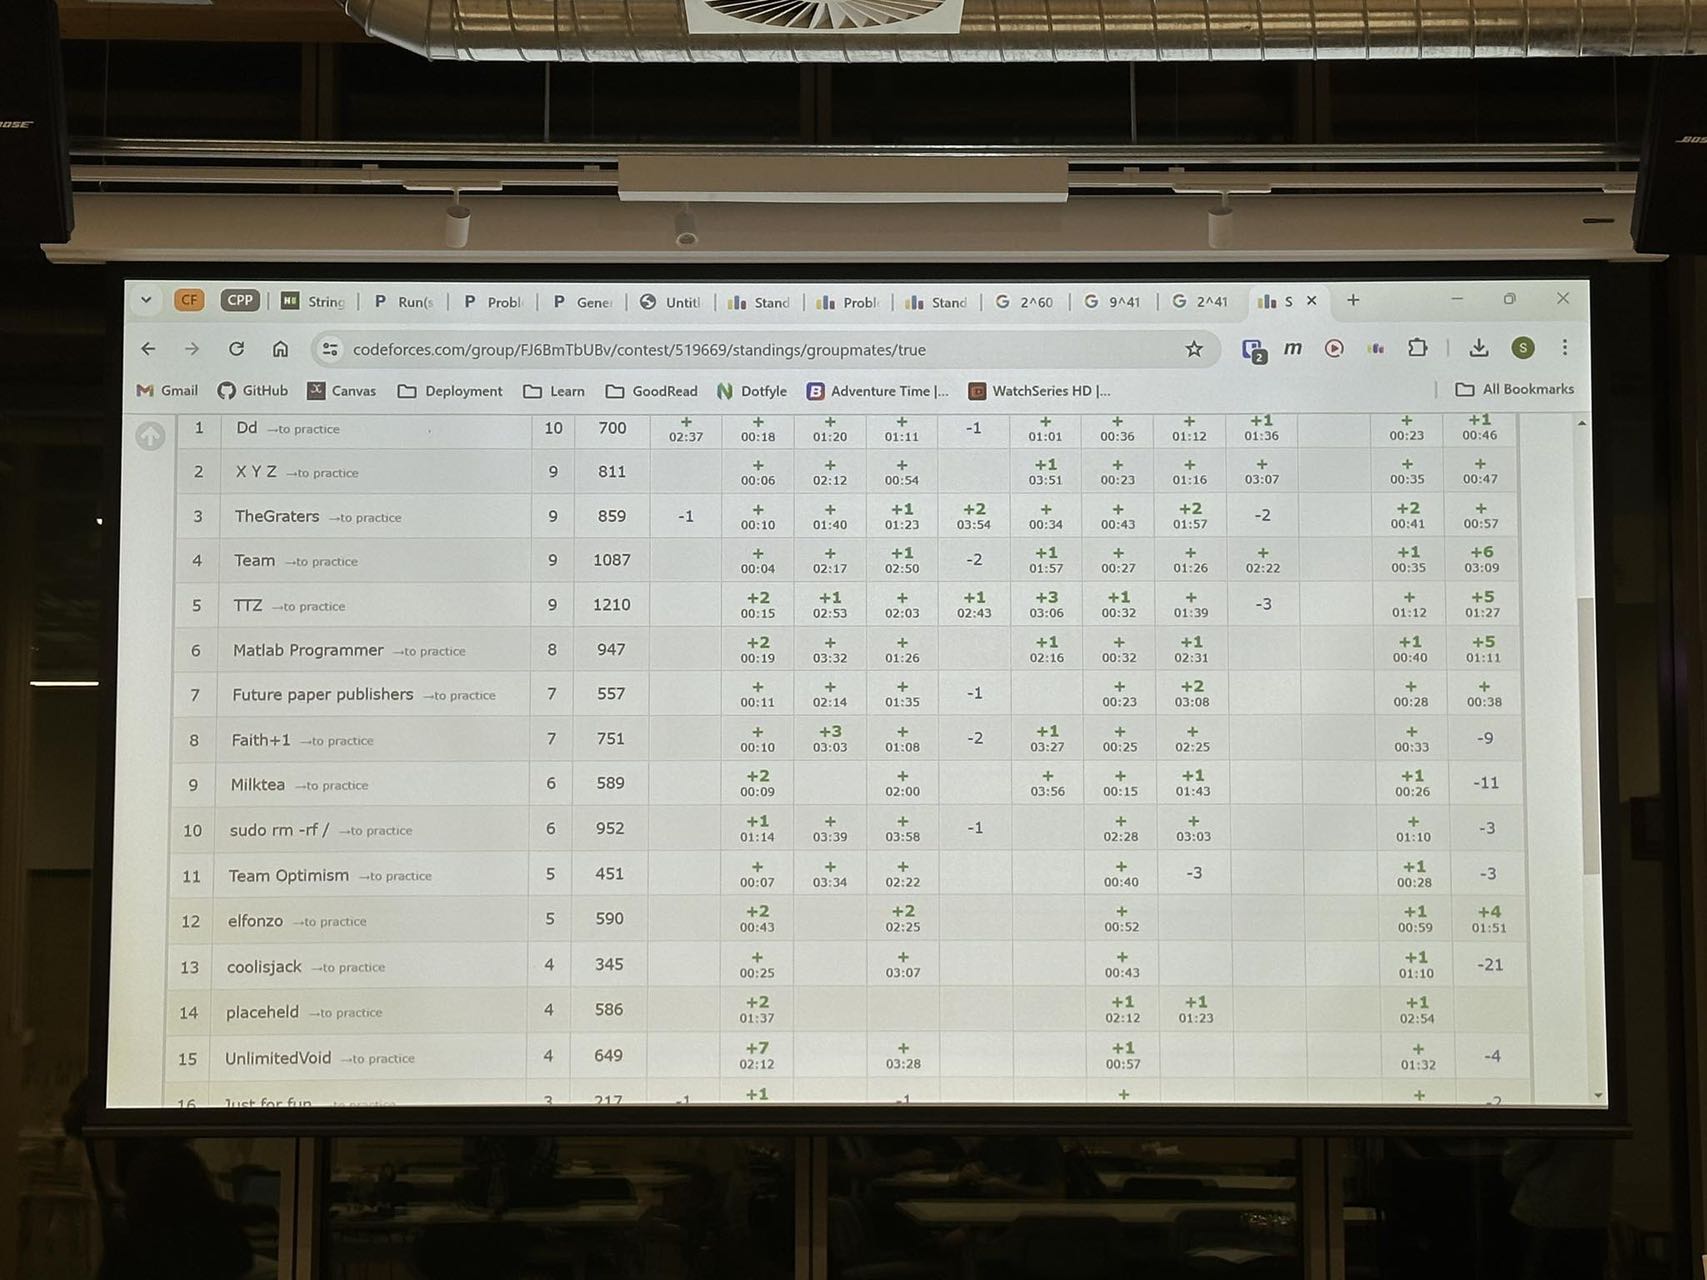 BOSE
CF CPP String Run(s Probl Gene Untitl Stand Probl Stand 2^60 9^41 2^41 S
codeforces.com/group/FJ6BmTbUBv/contest/519669/standings/groupmates/true
Gmail GitHub Canvas Deployment Learn GoodRead Dotfyle Adventure Time |... WatchSeries HD |... All Bookmarks
1 Dd →to practice 10 700 + + + + -1 + + + +1 + +1
02:37 00:18 01:20 01:11 01:01 00:36 01:12 01:36 00:23 00:46
2 X Y Z →to practice 9 811 + + + +1 + + + + +
00:06 02:12 00:54 03:51 00:23 01:16 03:07 00:35 00:47
3 TheGraters →to practice 9 859 -1 + + +1 +2 + + +2 -2 +2 +
00:10 01:40 01:23 03:54 00:34 00:43 01:57 00:41 00:57
4 Team →to practice 9 1087 + + +1 -2 +1 + + + +1 +6
00:04 02:17 02:50 01:57 00:27 01:26 02:22 00:35 03:09
5 TTZ →to practice 9 1210 +2 +1 + +1 +3 +1 + -3 + +5
00:15 02:53 02:03 02:43 03:06 00:32 01:39 01:12 01:27
6 Matlab Programmer →to practice 8 947 +2 + + +1 + +1 +1 +5
00:19 03:32 01:26 02:16 00:32 02:31 00:40 01:11
7 Future paper publishers →to practice 7 557 + + + -1 + +2 + +
00:11 02:14 01:35 00:23 03:08 00:28 00:38
8 Faith+1 →to practice 7 751 + +3 + -2 +1 + + + -9
00:10 03:03 01:08 03:27 00:25 02:25 00:33
9 Milktea →to practice 6 589 +2 + + + +1 +1 -11
00:09 02:00 03:56 00:15 01:43 00:26
10 sudo rm -rf / →to practice 6 952 +1 + + -1 + + + -3
01:14 03:39 03:58 02:28 03:03 01:10
11 Team Optimism →to practice 5 451 + + + + -3 +1 -3
00:07 03:34 02:22 00:40 00:28
12 elfonzo →to practice 5 590 +2 +2 + +1 +4
00:43 02:25 00:52 00:59 01:51
13 coolisjack →to practice 4 345 + + + +1 -21
00:25 03:07 00:43 01:10
14 placeheld →to practice 4 586 +2 +1 +1 +1
01:37 02:12 01:23 02:54
15 UnlimitedVoid →to practice 4 649 +7 + +1 + -4
02:12 03:28 00:57 01:32
16 Just for fun →to practice 3 217 -1 +1 -1 + + -2